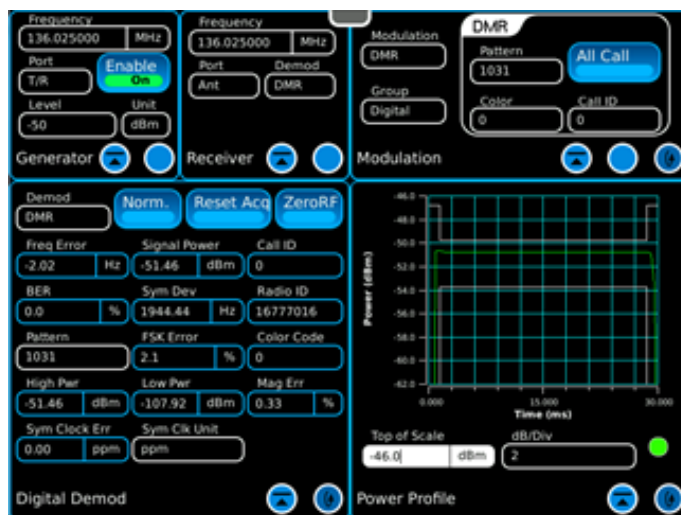 Frequency
136.025000 MHz
Port
T/R
Enable
On
Level Unit
-50 dBm
Generator
Frequency
136.025000 MHz
Port Demod
Ant DMR
Receiver
Modulation
DMR
Group
Digital
DMR
Pattern
1031
All Call
Color Call ID
0 0
Modulation
Demod
DMR
Norm. Reset Acq ZeroRF
Freq Error Signal Power Call ID
-2.02 Hz -51.46 dBm 0
BER Sym Dev Radio ID
0.0 % 1944.44 Hz 16777016
Pattern FSK Error Color Code
1031 2.1 % 0
High Pwr Low Pwr Mag Err
-51.46 dBm -107.92 dBm 0.33 %
Sym Clock Err Sym Clk Unit
0.00 ppm ppm
Digital Demod
Power (dBm)
-46.0
-48.0
-50.0
-52.0
-54.0
-56.0
-58.0
-60.0
-62.0
0.000 15.000 30.000
Time (ms)
Top of Scale dB/Div
-46.0 dBm 2
Power Profile